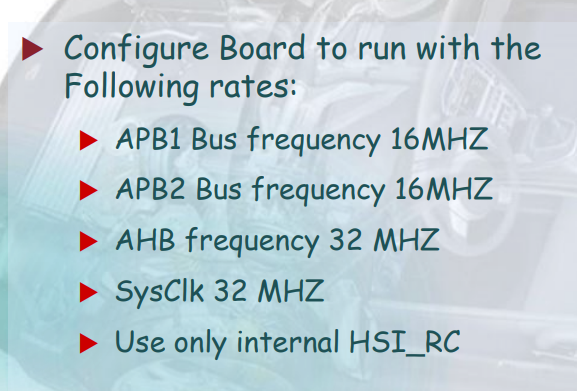 Configure Board to run with the
Following rates:
APB1 Bus frequency 16MHZ
APB2 Bus frequency 16MHZ
AHB frequency 32 MHZ
SysClk 32 MHZ
Use only internal HSI_RC